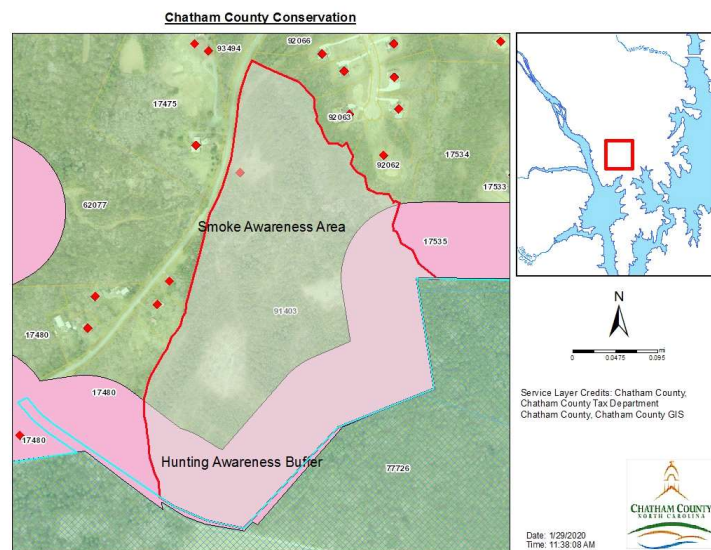 Chatham County Conservation
93494
92066
17475
92063
17534
92062
17533
62077
Smoke Awareness Area
17535
91403
17480
17480
17480
Hunting Awareness Buffer
77726
N
0 0.0475 0.095 mi
Service Layer Credits: Chatham County,
Chatham County Tax Department
Chatham County, Chatham County GIS
CHATHAM COUNTY
NORTH CAROLINA
Date: 1/29/2020
Time: 11:38:08 AM